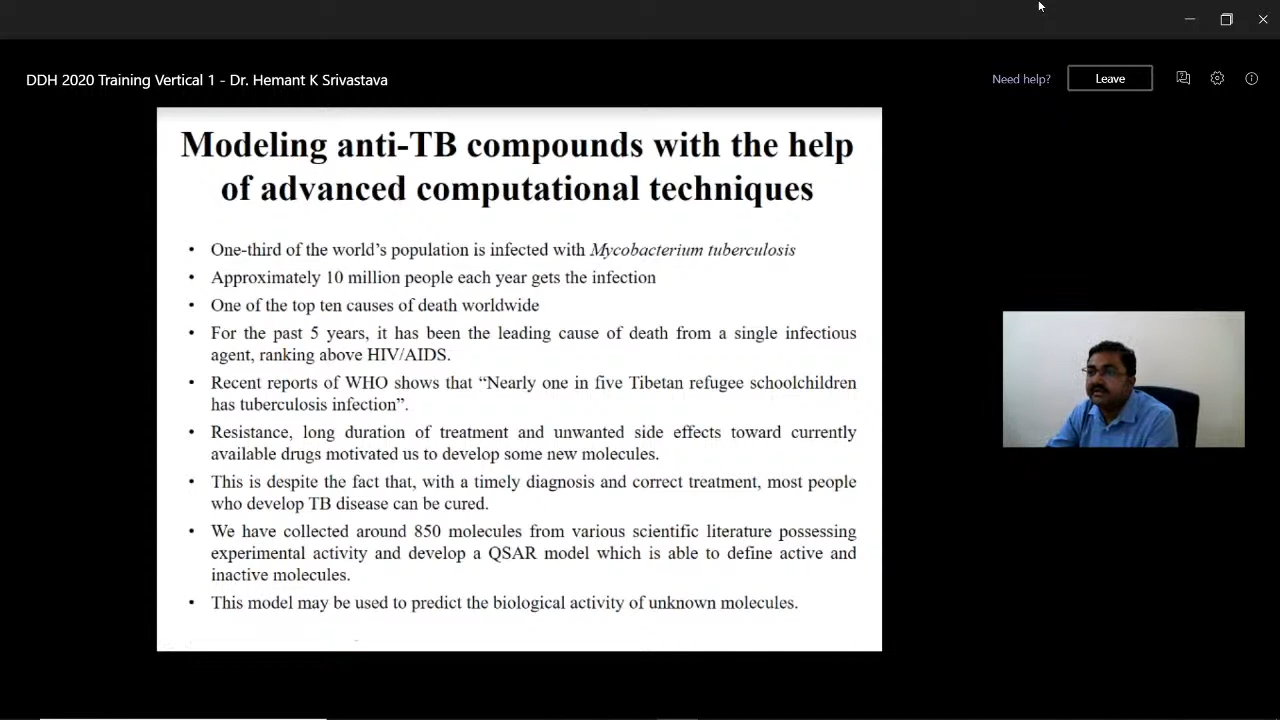 DDH 2020 Training Vertical 1 - Dr. Hemant K Srivastava
Need help?
Leave
Modeling anti-TB compounds with the help
of advanced computational techniques
• One-third of the world's population is infected with Mycobacterium tuberculosis
• Approximately 10 million people each year gets the infection
• One of the top ten causes of death worldwide
• For the past 5 years, it has been the leading cause of death from a single infectious
agent, ranking above HIV/AIDS.
• Recent reports of WHO shows that “Nearly one in five Tibetan refugee schoolchildren
has tuberculosis infection”.
• Resistance, long duration of treatment and unwanted side effects toward currently
available drugs motivated us to develop some new molecules.
• This is despite the fact that, with a timely diagnosis and correct treatment, most people
who develop TB disease can be cured.
• We have collected around 850 molecules from various scientific literature possessing
experimental activity and develop a QSAR model which is able to define active and
inactive molecules.
• This model may be used to predict the biological activity of unknown molecules.